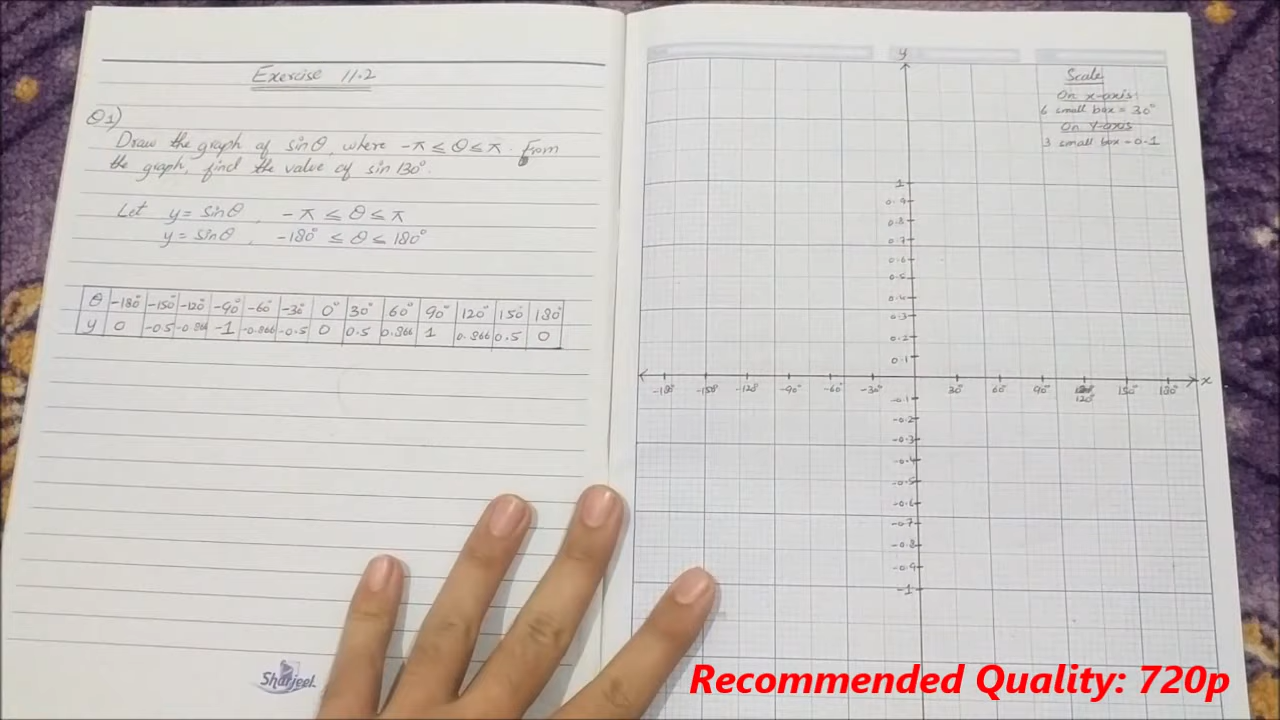 Exercise 11.2
Q1)
Draw the graph of sinθ, where -π ≤ θ ≤ π. From
the graph, find the value of sin 130°.
Let y = sinθ, -π ≤ θ ≤ π
y = sinθ, -180° ≤ θ ≤ 180°
θ -180° -150° -120° -90° -60° -30° 0° 30° 60° 90° 120° 150° 180°
y 0 -0.5 -0.866 -1 -0.866 -0.5 0 0.5 0.866 1 0.866 0.5 0
Sharjeel
y
Scale
On x-axis:
6 small box = 30°
On Y-axis
3 small box = 0.1
1
0.9
0.8
0.7
0.6
0.5
0.4
0.3
0.2
0.1
x
-180° -150° -120° -90° -60° -30° 30° 60° 90° 120° 150° 180°
-0.1
-0.2
-0.3
-0.4
-0.5
-0.6
-0.7
-0.8
-0.9
-1
Recommended Quality: 720p